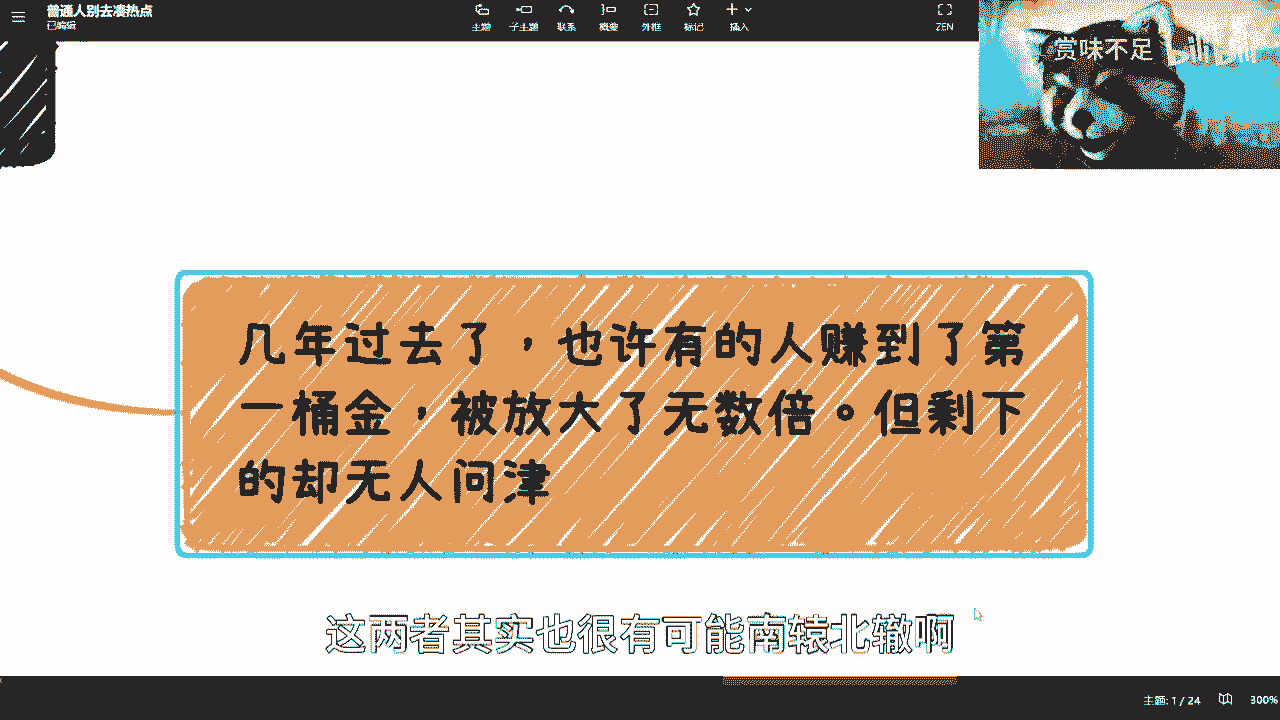 普通人别去凑热点
已编辑
主题 子主题 联系 概要 外框 标记 插入 ZEN
赏味不足
几年过去了，也许有的人赚到了第
一桶金，被放大了无数倍。但剩下
的却无人问津
这两者其实也很有可能南辕北辙啊
主题: 1 / 24 300%